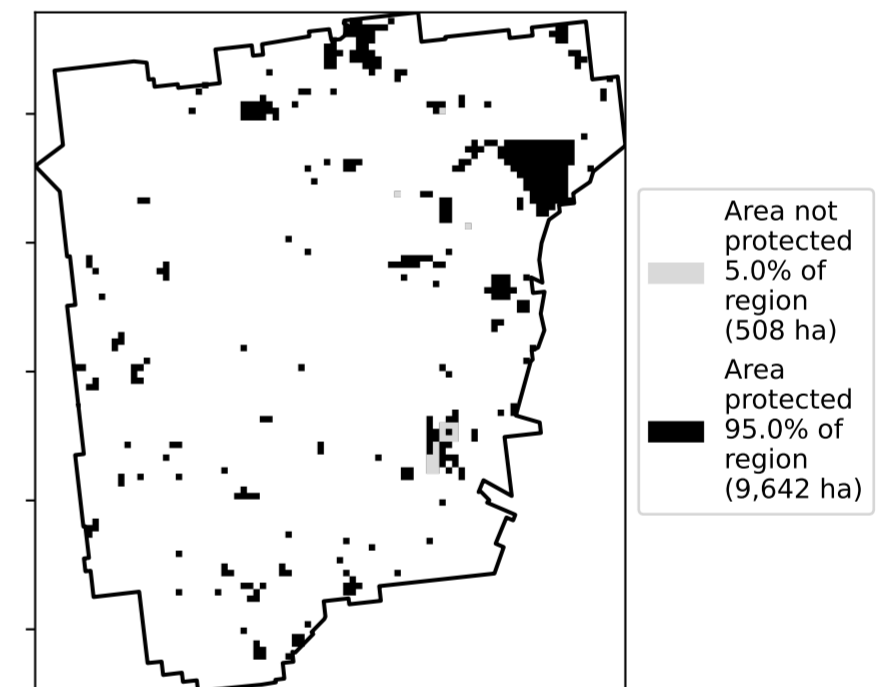 Area not
protected
5.0% of
region
(508 ha)
Area
protected
95.0% of
region
(9,642 ha)